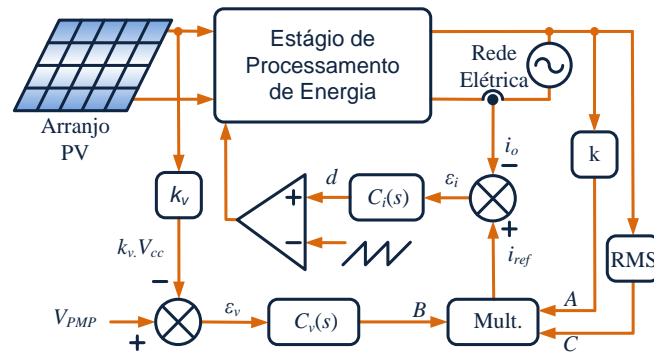 Estágio de
Processamento
de Energia
Rede
Elétrica
Arranjo
PV
k_v
k
i_o
d
C_i(s)
ε_i
+
−
−
+
i_ref
RMS
k_v.V_cc
−
V_PMP
+
ε_v
C_v(s)
B
Mult.
A
C